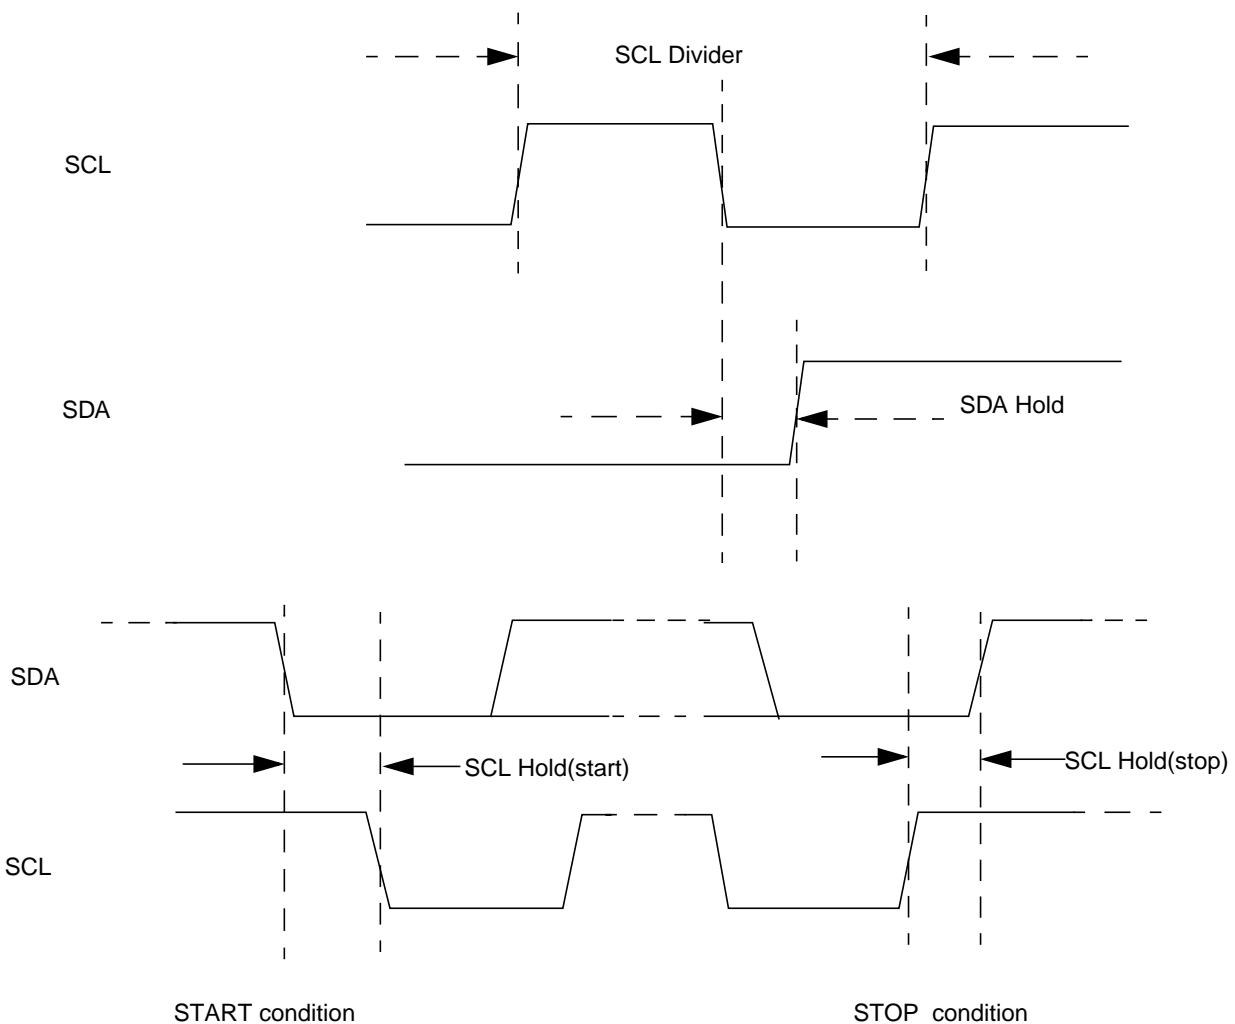 SCL Divider
SCL
SDA
SDA Hold
SDA
SCL Hold(start)
SCL Hold(stop)
SCL
START condition
STOP condition